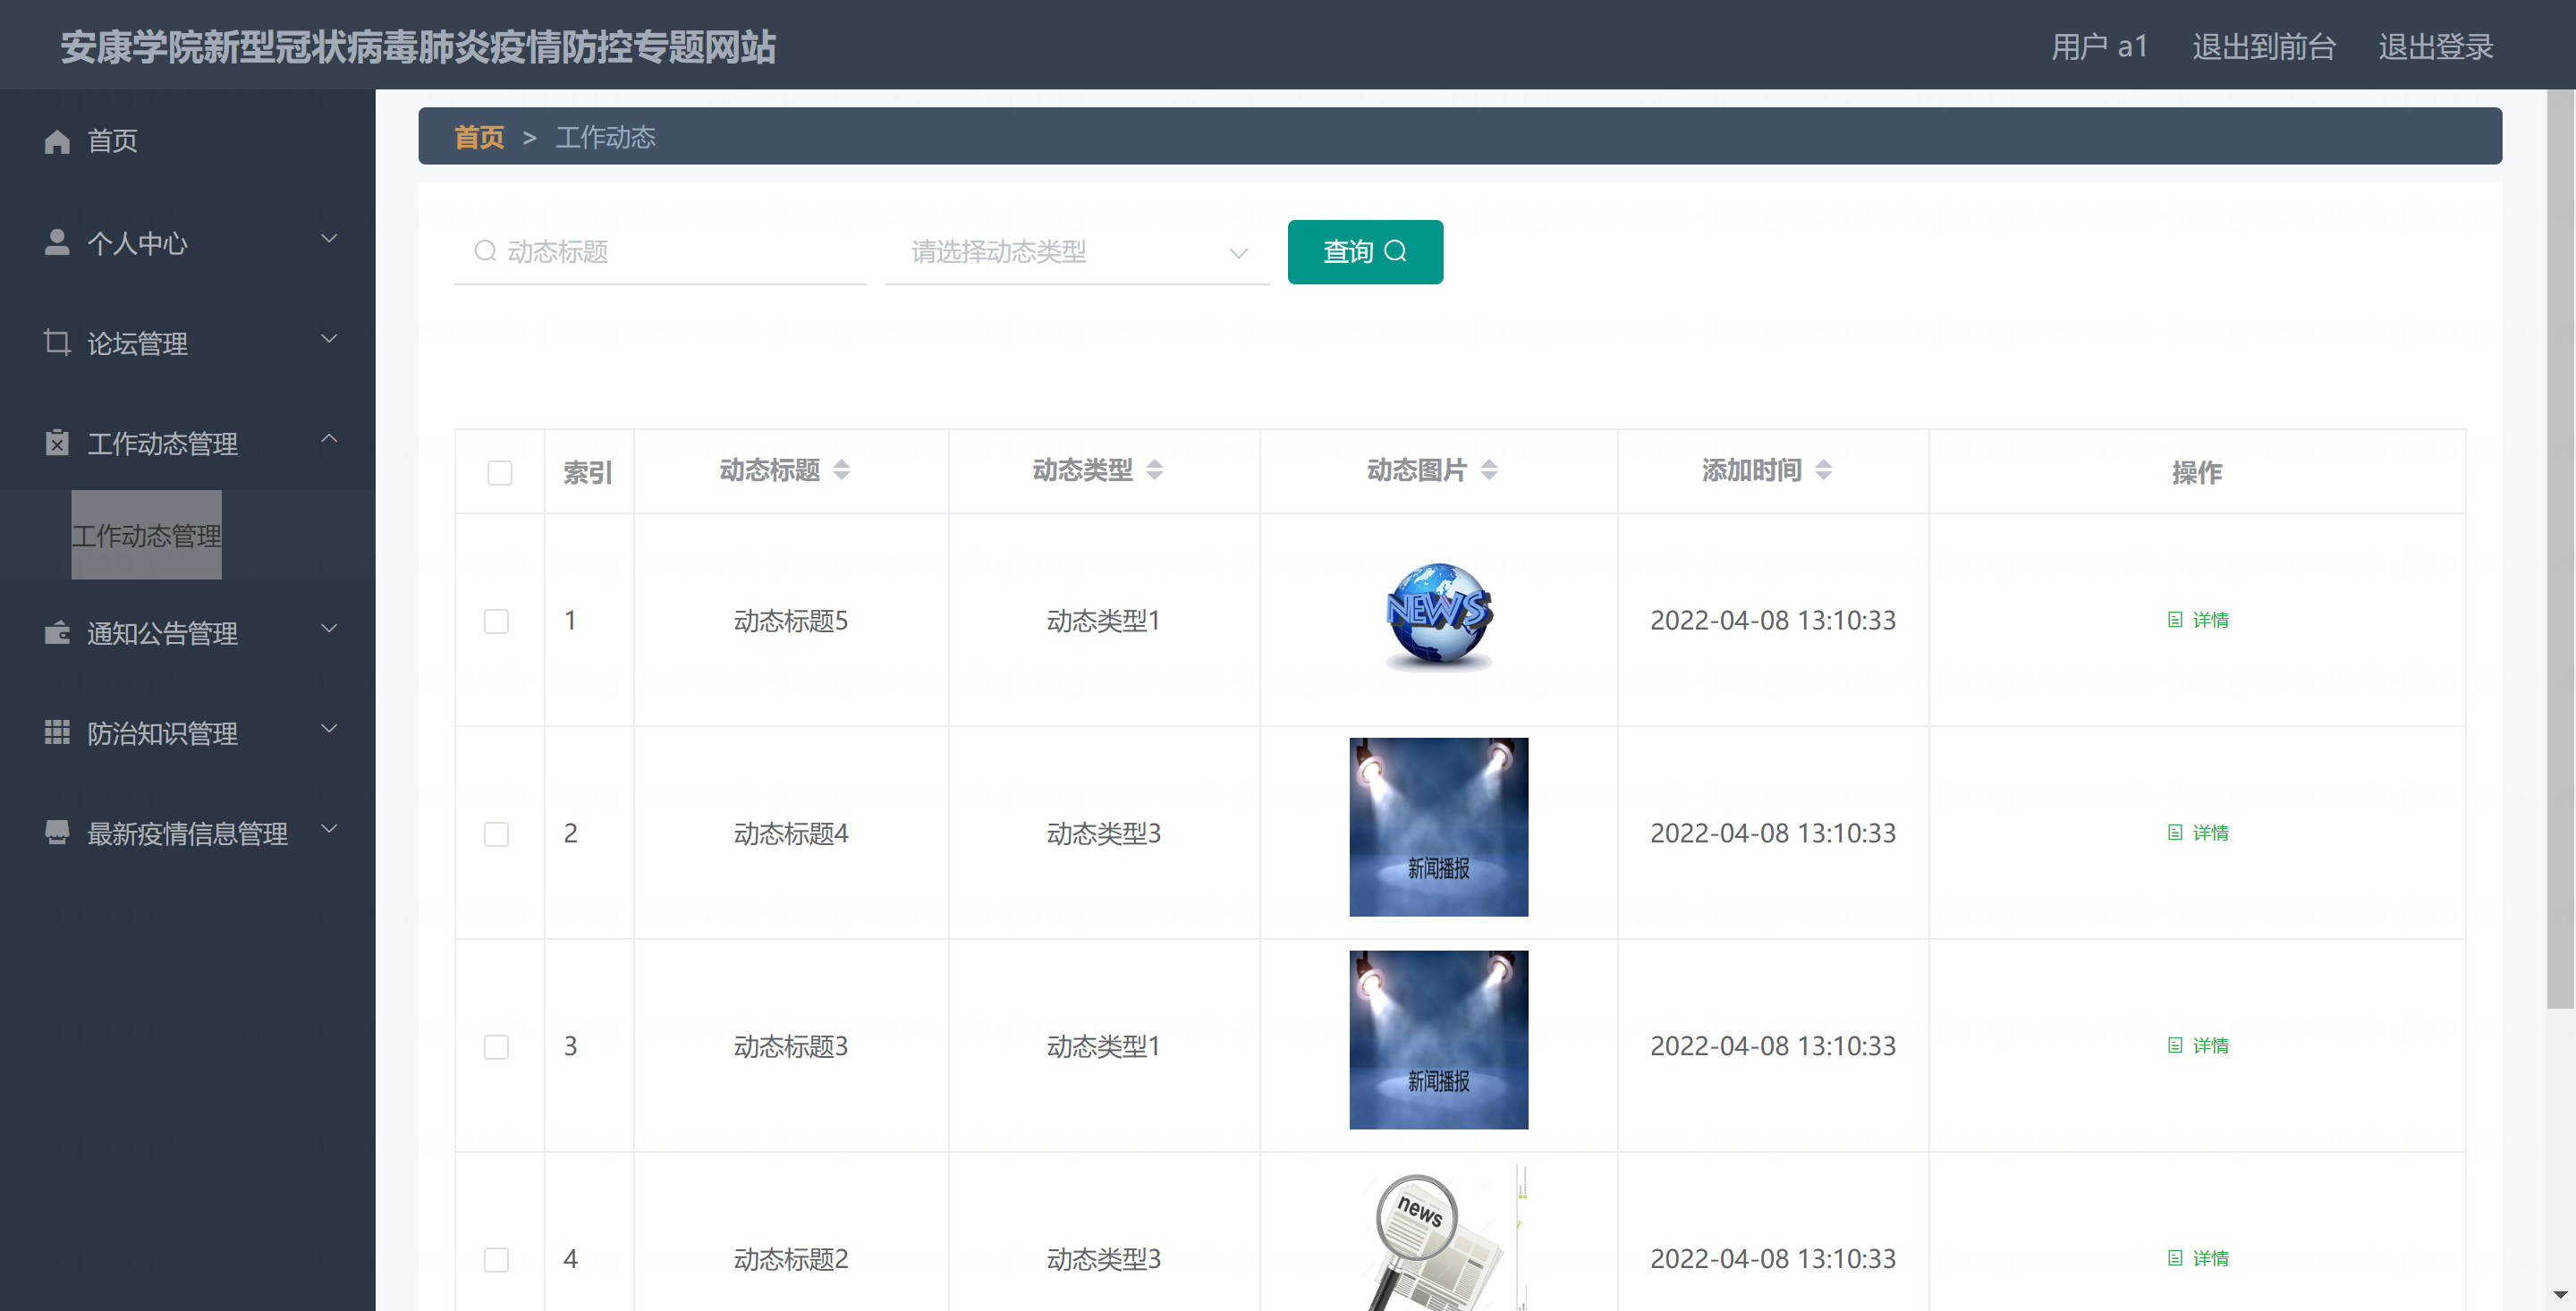 安康学院新型冠状病毒肺炎疫情防控专题网站
用户 a1 退出到前台 退出登录
首页
个人中心
论坛管理
工作动态管理
工作动态管理
通知公告管理
防治知识管理
最新疫情信息管理
首页 > 工作动态
动态标题 请选择动态类型 查询
索引 动态标题 动态类型 动态图片 添加时间 操作
1 动态标题5 动态类型1 NEWS 2022-04-08 13:10:33 详情
2 动态标题4 动态类型3 新闻播报 2022-04-08 13:10:33 详情
3 动态标题3 动态类型1 新闻播报 2022-04-08 13:10:33 详情
4 动态标题2 动态类型3 news 2022-04-08 13:10:33 详情